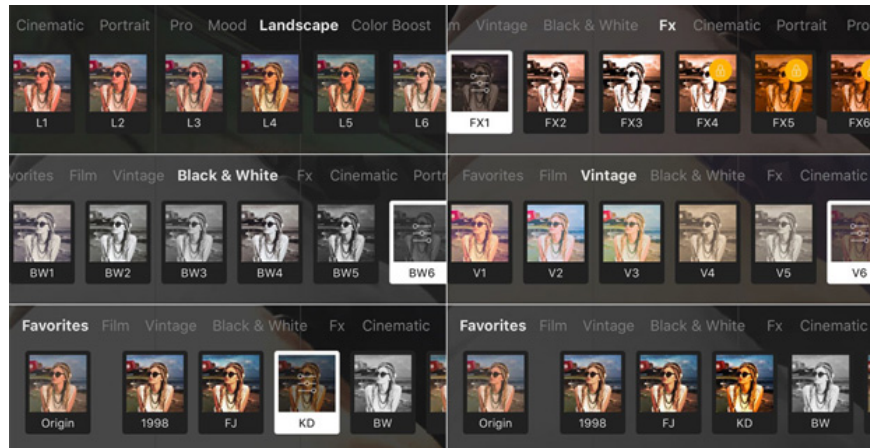 Cinematic Portrait Pro Mood Landscape Color Boost
L1 L2 L3 L4 L5 L6
Vintage Black & White Fx Cinematic Portrait Pro
FX1 FX2 FX3 FX4 FX5 FX6
Film Vintage Black & White Fx Cinematic
BW1 BW2 BW3 BW4 BW5 BW6
Favorites Film Vintage Black & White Fx Cinematic
V1 V2 V3 V4 V5 V6
Favorites Film Vintage Black & White Fx Cinematic
Origin 1998 FJ KD BW
Favorites Film Vintage Black & White Fx Cinematic
Origin 1998 FJ KD BW